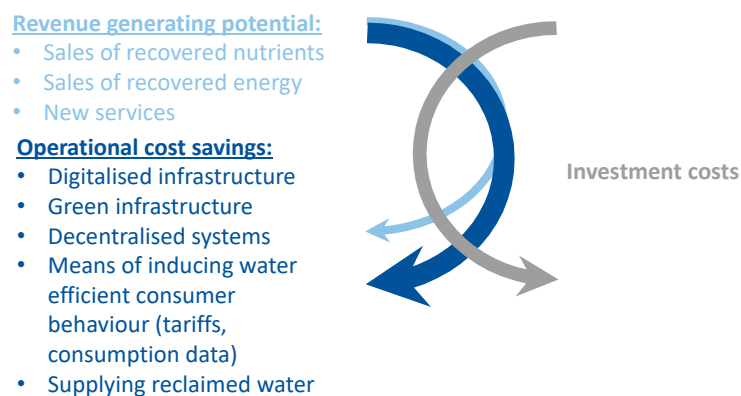 Revenue generating potential:
• Sales of recovered nutrients
• Sales of recovered energy
• New services
Operational cost savings:
• Digitalised infrastructure
• Green infrastructure
• Decentralised systems
• Means of inducing water
efficient consumer
behaviour (tariffs,
consumption data)
• Supplying reclaimed water
Investment costs